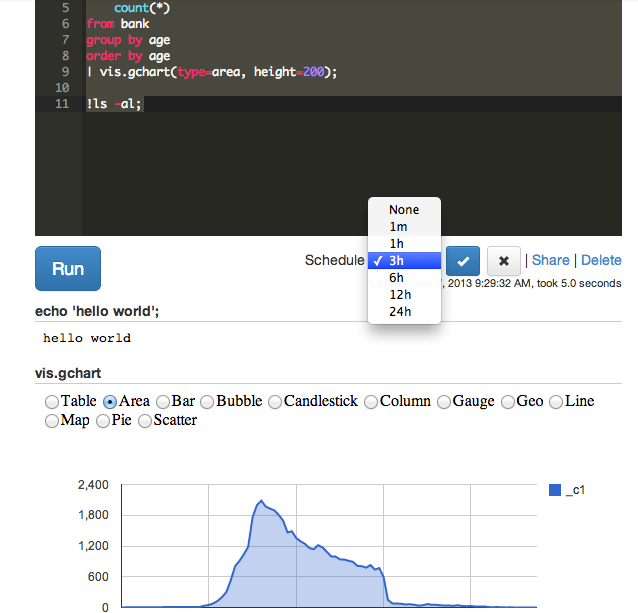 5 count(*)
6 from bank
7 group by age
8 order by age
9 | vis.gchart(type=area, height=200);
10
11 !ls -al;
None
1m
1h
Run
Schedule ✓ 3h | Share | Delete
6h
, 2013 9:29:32 AM, took 5.0 seconds
12h
24h
echo 'hello world';
hello world
vis.gchart
Table Area Bar Bubble Candlestick Column Gauge Geo Line
Map Pie Scatter
2,400
_c1
1,800
1,200
600
0